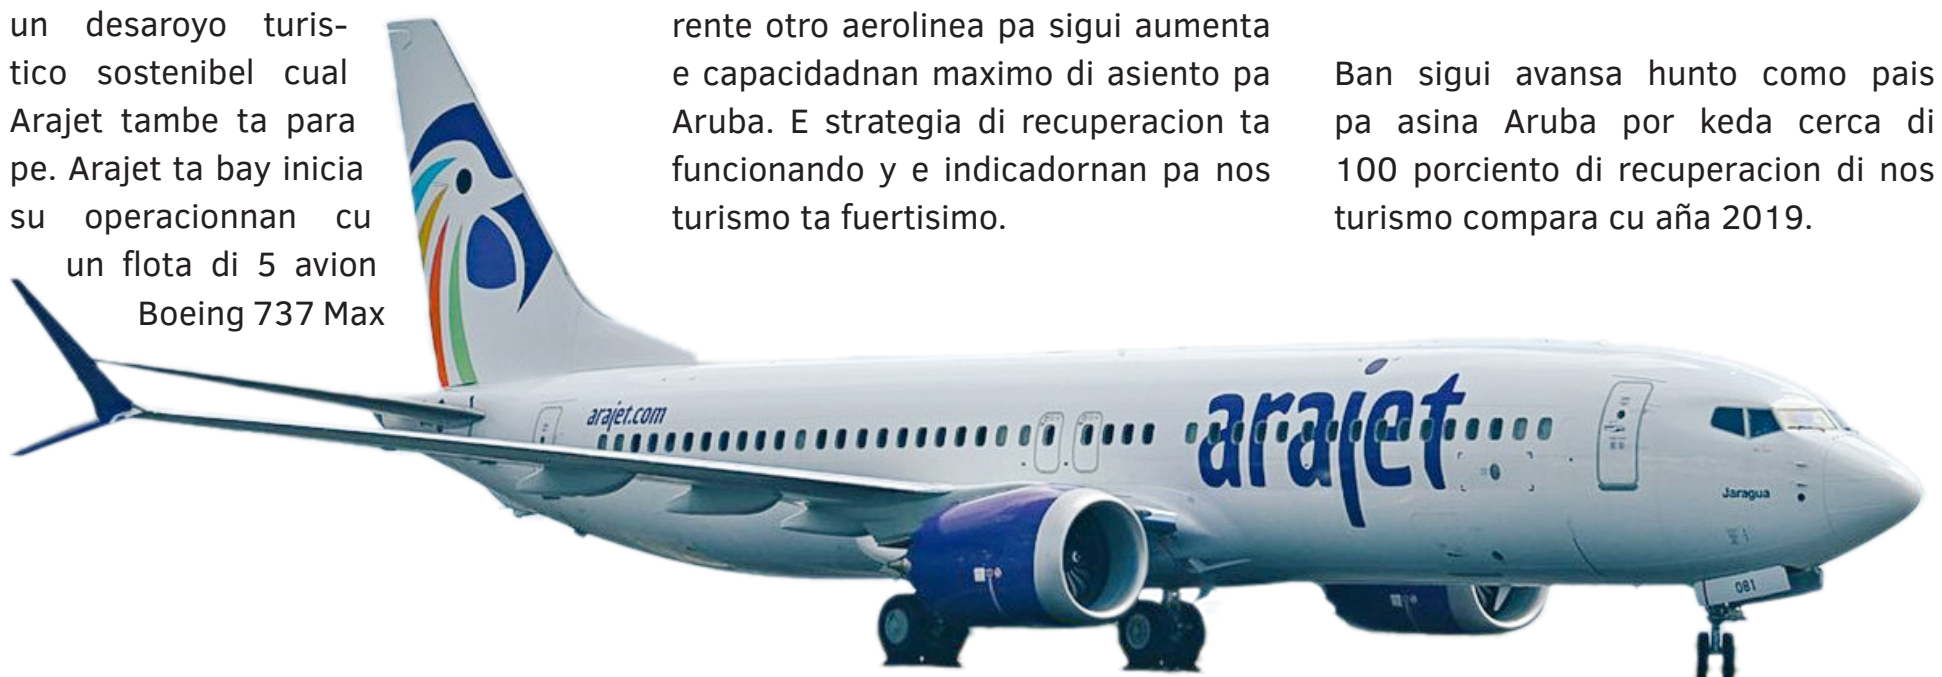 un desaroyo turis-
tico sostenibel cual
Arajet tambe ta para
pe. Arajet ta bay inicia
su operacionnan cu
un flota di 5 avion
Boeing 737 Max
rente otro aerolinea pa sigui aumenta
e capacidadnan maximo di asiento pa
Aruba. E strategia di recuperacion ta
funcionando y e indicadornan pa nos
turismo ta fuertisimo.
Ban sigui avansa hunto como pais
pa asina Aruba por keda cerca di
100 porciento di recuperacion di nos
turismo compara cu aña 2019.
arajet.com
arajet
Jaragua
081